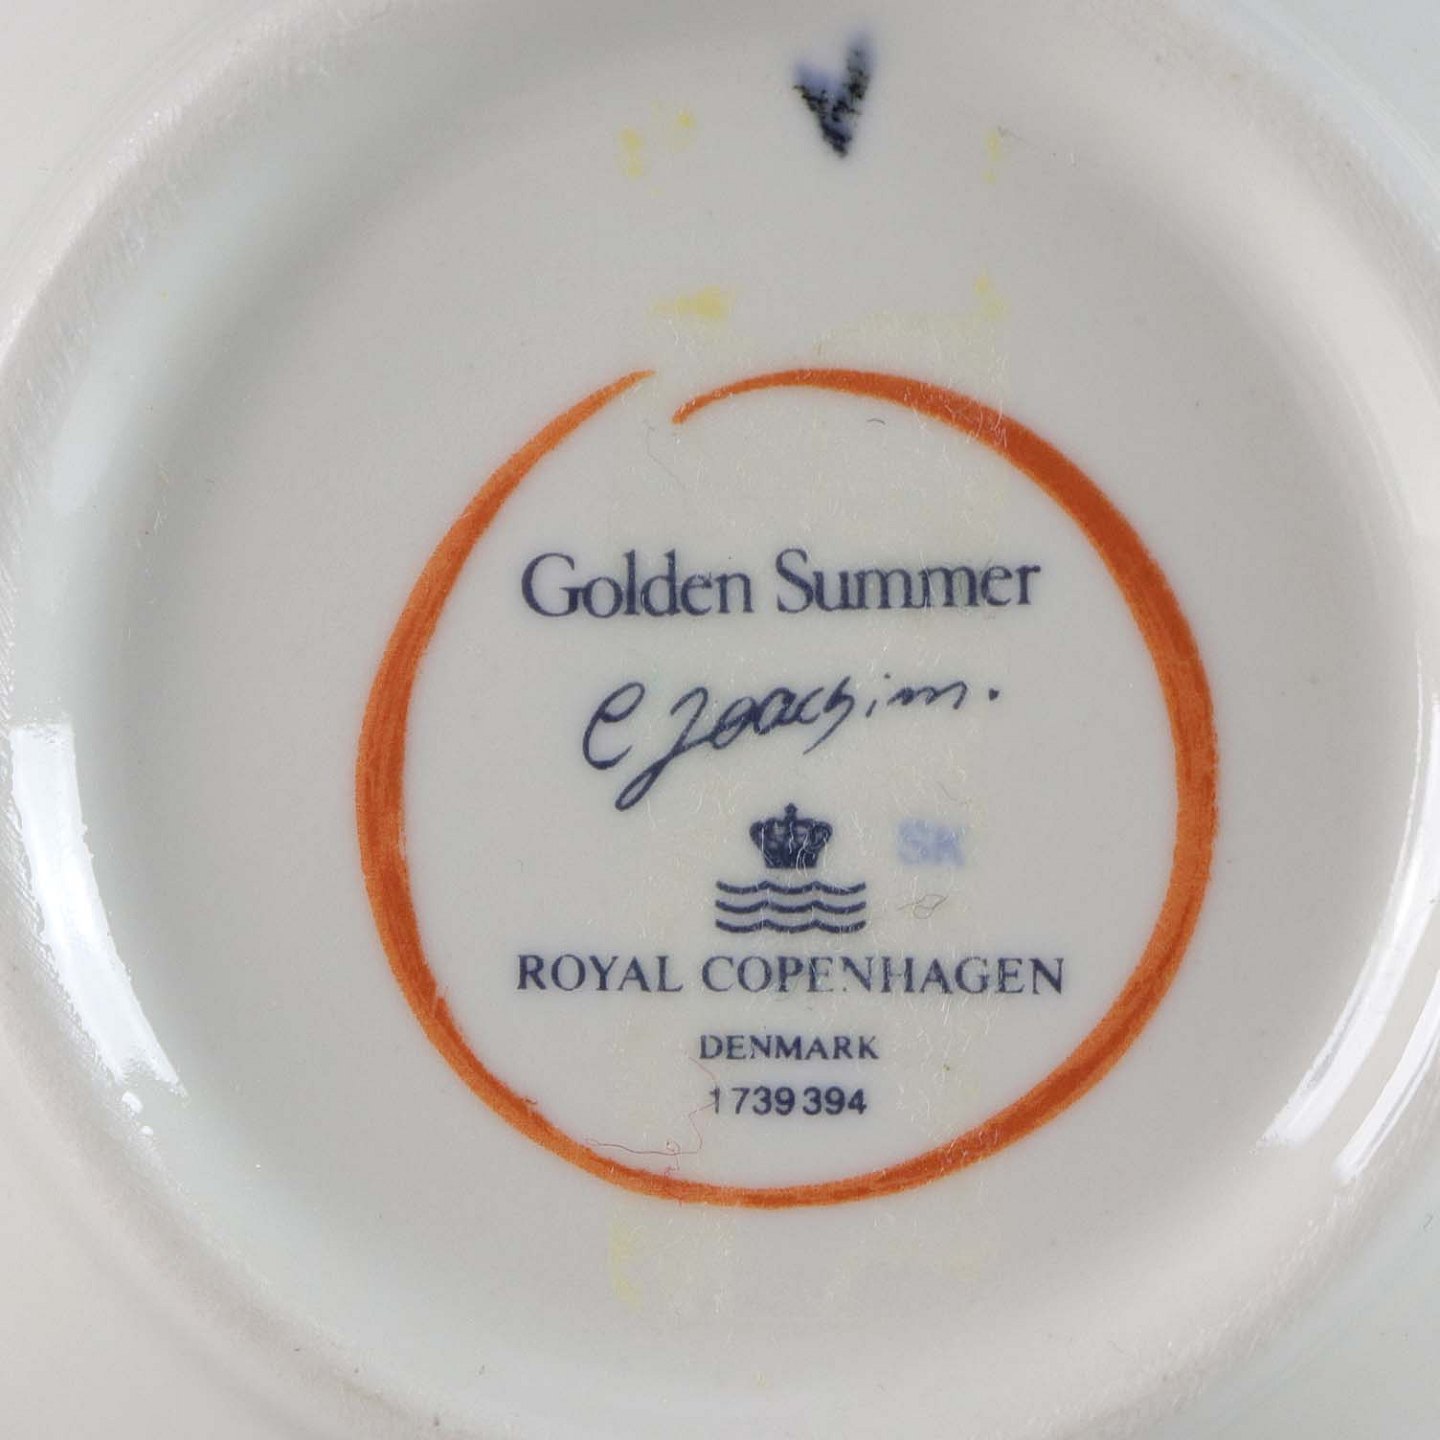 Golden Summer
C Joachim.
SK
ROYAL COPENHAGEN
DENMARK
1739394